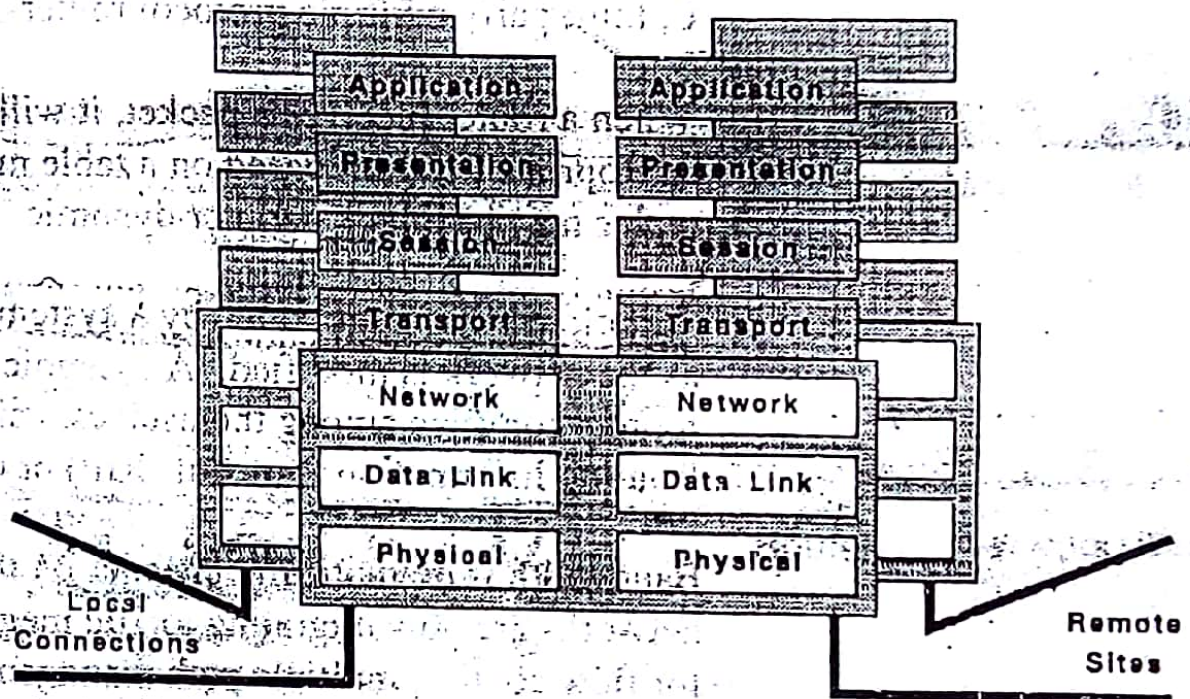 Application Application
Presentation Presentation
Session Session
Transport Transport
Network Network
Data Link Data Link
Physical Physical
Local
Connections
Remote
Sites